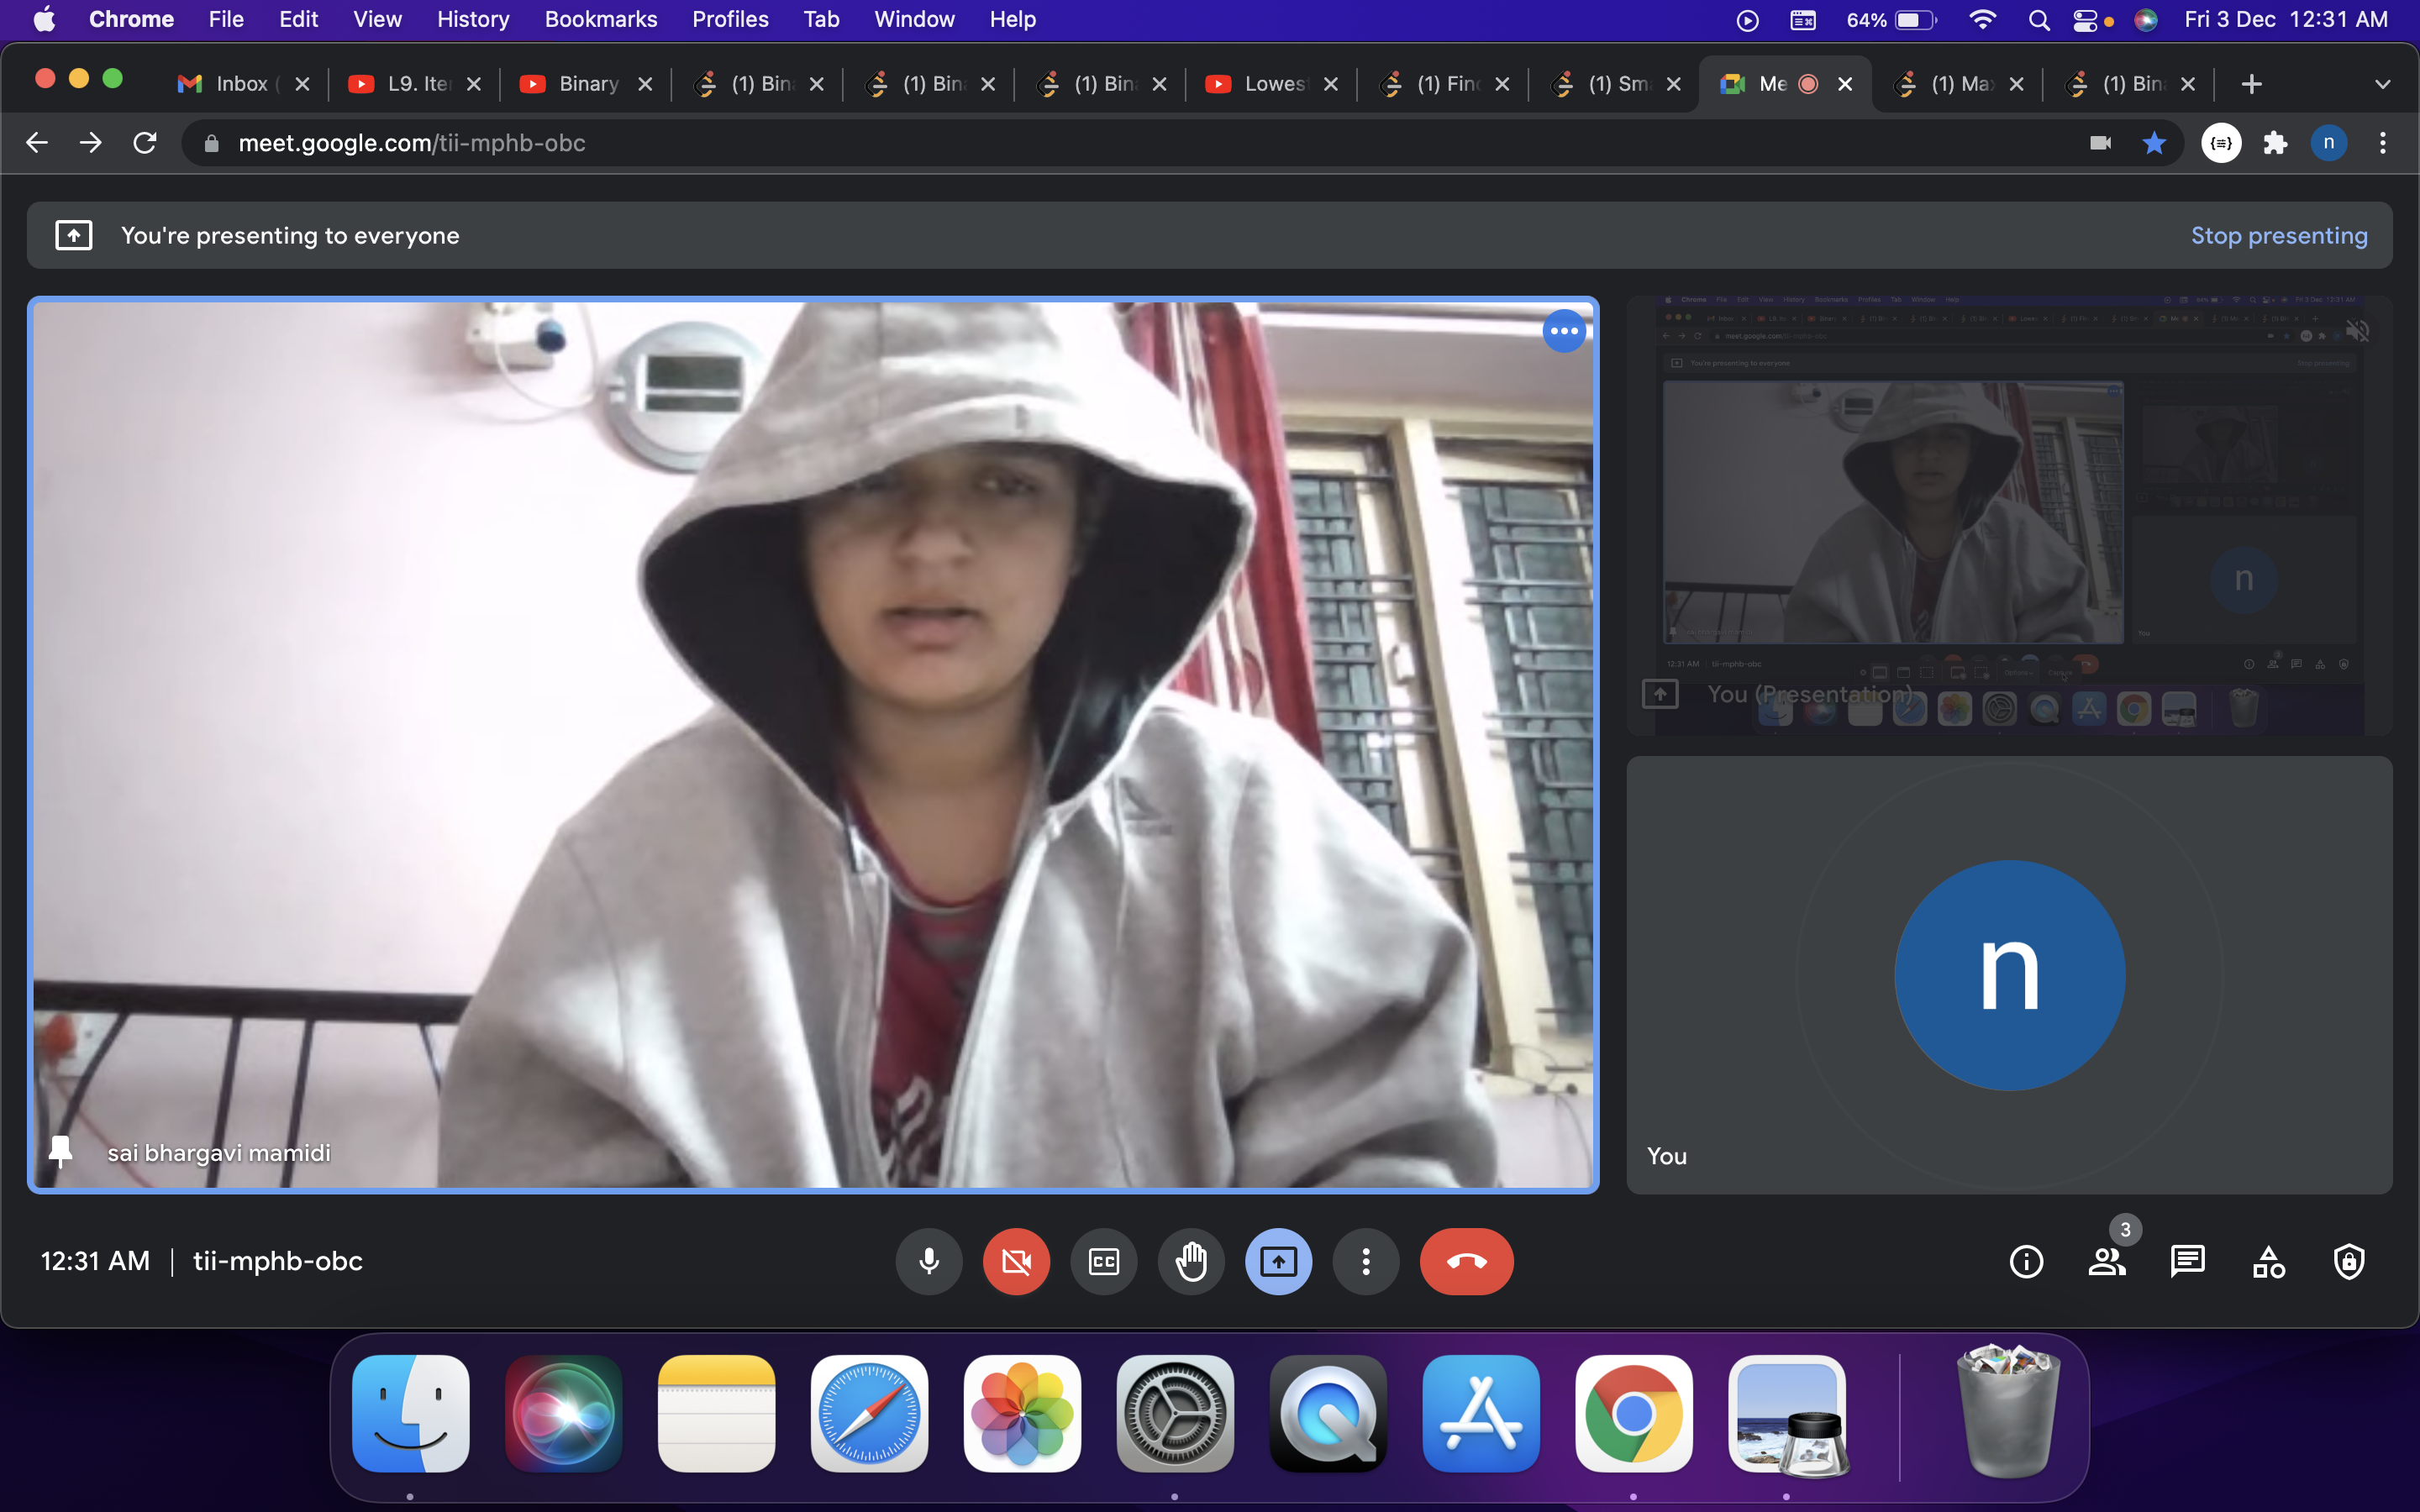 Chrome File Edit View History Bookmarks Profiles Tab Window Help 64% Fri 3 Dec 12:31 AM
Inbox ( L9. Iter Binary (1) Bin (1) Bin (1) Bin Lowes (1) Finc (1) Sm Me (1) Ma (1) Bin
meet.google.com/tii-mphb-obc n
You're presenting to everyone Stop presenting
You (Presentation)
n
sai bhargavi mamidi
You
3
12:31 AM | tii-mphb-obc CC